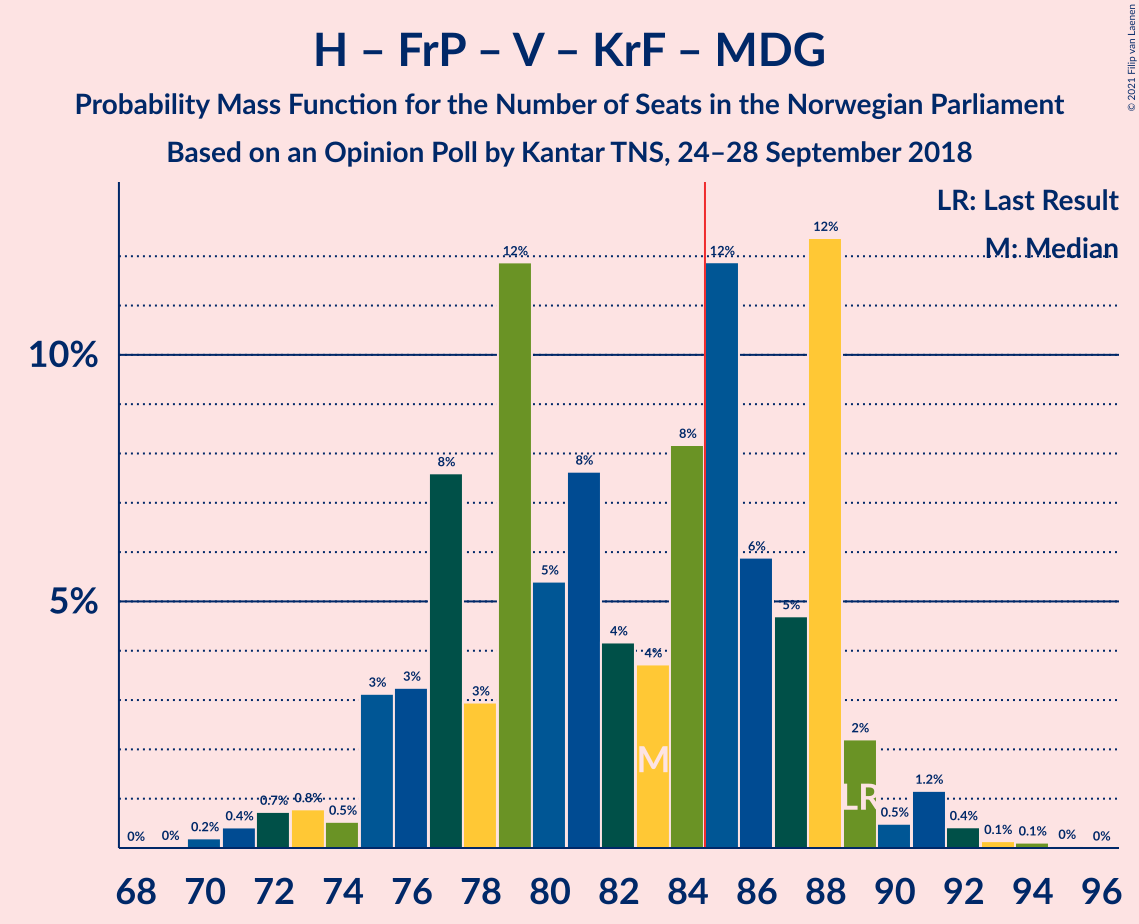 H – FrP – V – KrF – MDG
Probability Mass Function for the Number of Seats in the Norwegian Parliament
Based on an Opinion Poll by Kantar TNS, 24–28 September 2018
© 2021 Filip van Laenen
LR: Last Result
M: Median
10%
5%
0% 0% 0.2% 0.4% 0.7% 0.8% 0.5% 3% 3% 8% 3% 12% 5% 8% 4% 4% 8% 12% 6% 5% 12% 2% 0.5% 1.2% 0.4% 0.1% 0.1% 0% 0%
M
LR
68 70 72 74 76 78 80 82 84 86 88 90 92 94 96